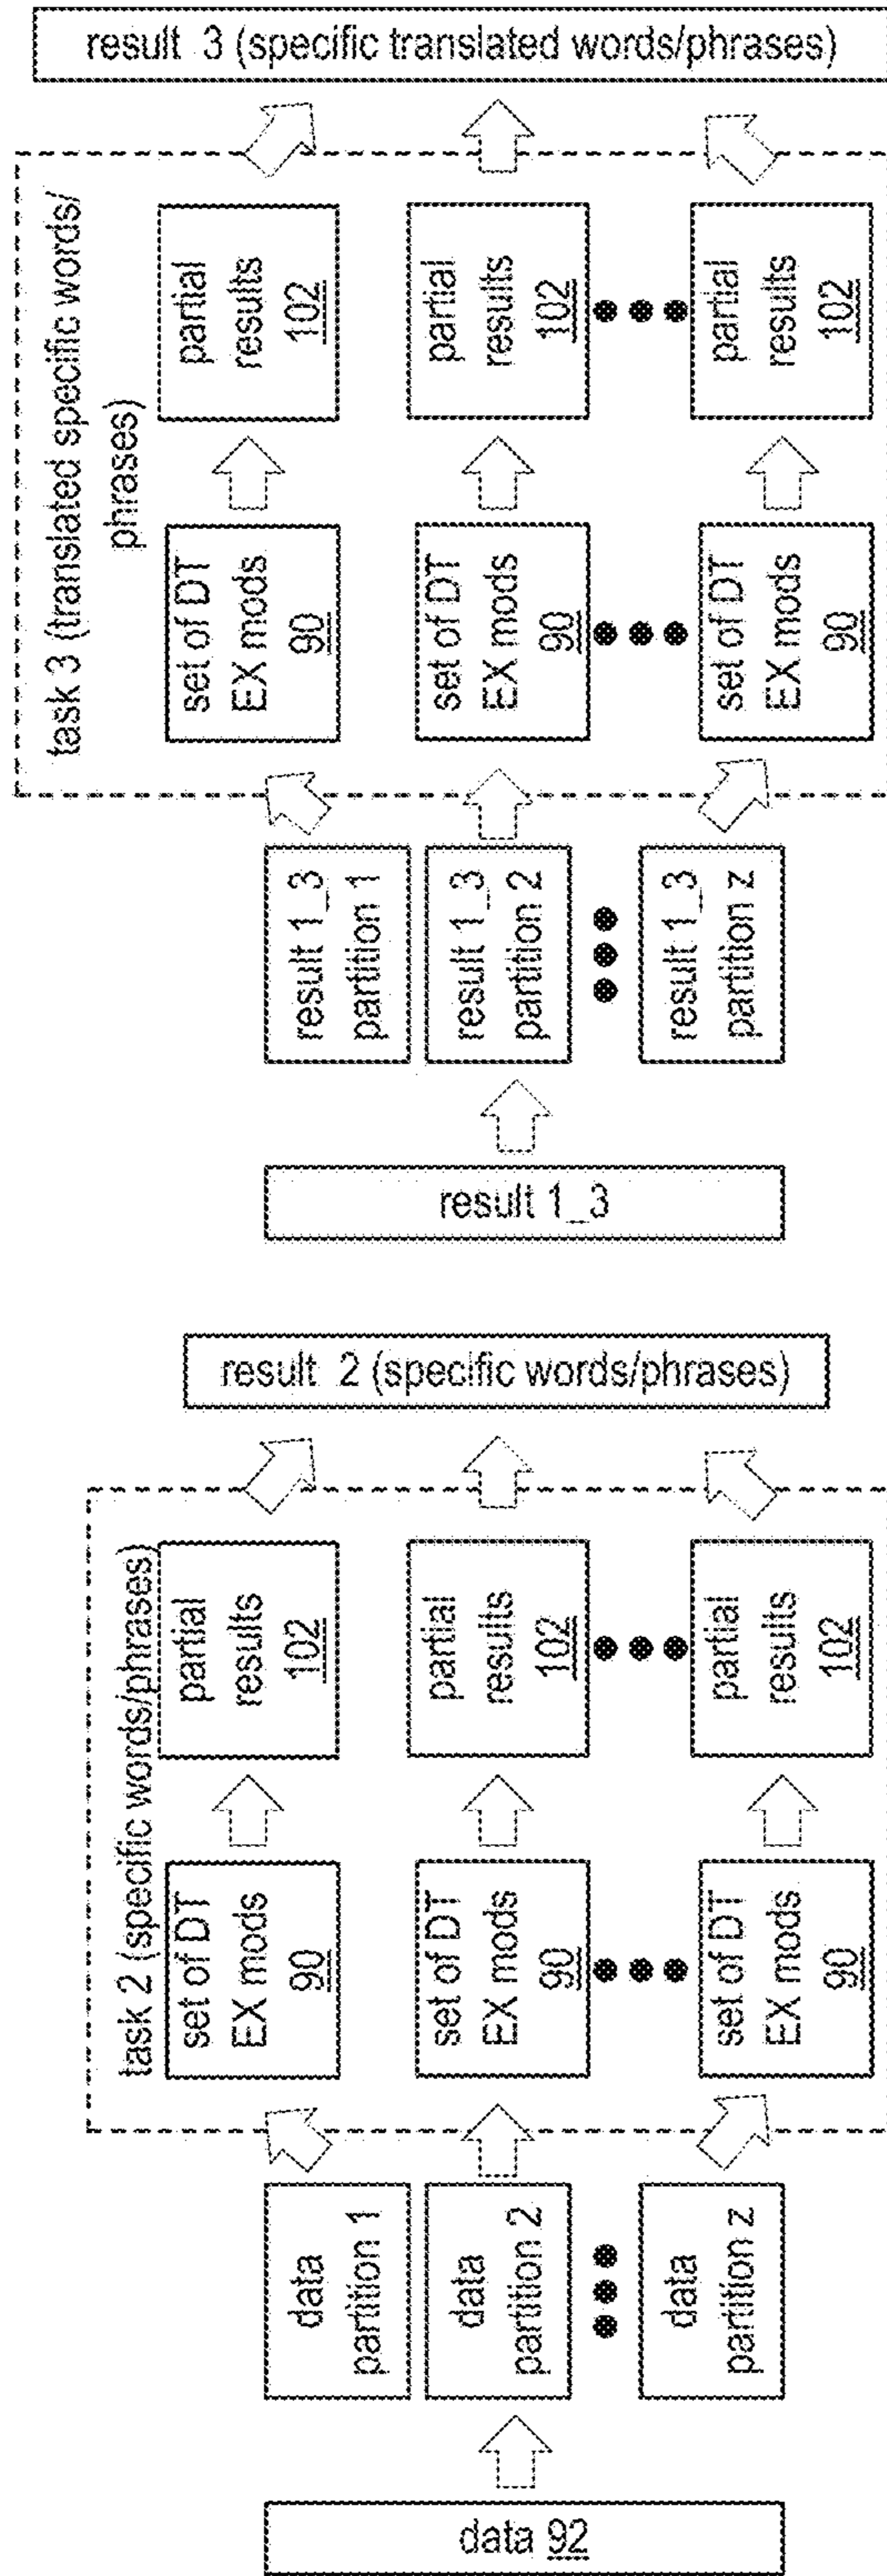 data 92
data
partition 1
data
partition 2
data
partition z
task 2 (specific words/phrases)
set of DT
EX mods
90
partial
results
102
set of DT
EX mods
90
partial
results
102
set of DT
EX mods
90
partial
results
102
result 2 (specific words/phrases)
result 1_3
result 1_3
partition 1
result 1_3
partition 2
result 1_3
partition z
task 3 (translated specific words/
phrases)
set of DT
EX mods
90
partial
results
102
set of DT
EX mods
90
partial
results
102
set of DT
EX mods
90
partial
results
102
result 3 (specific translated words/phrases)